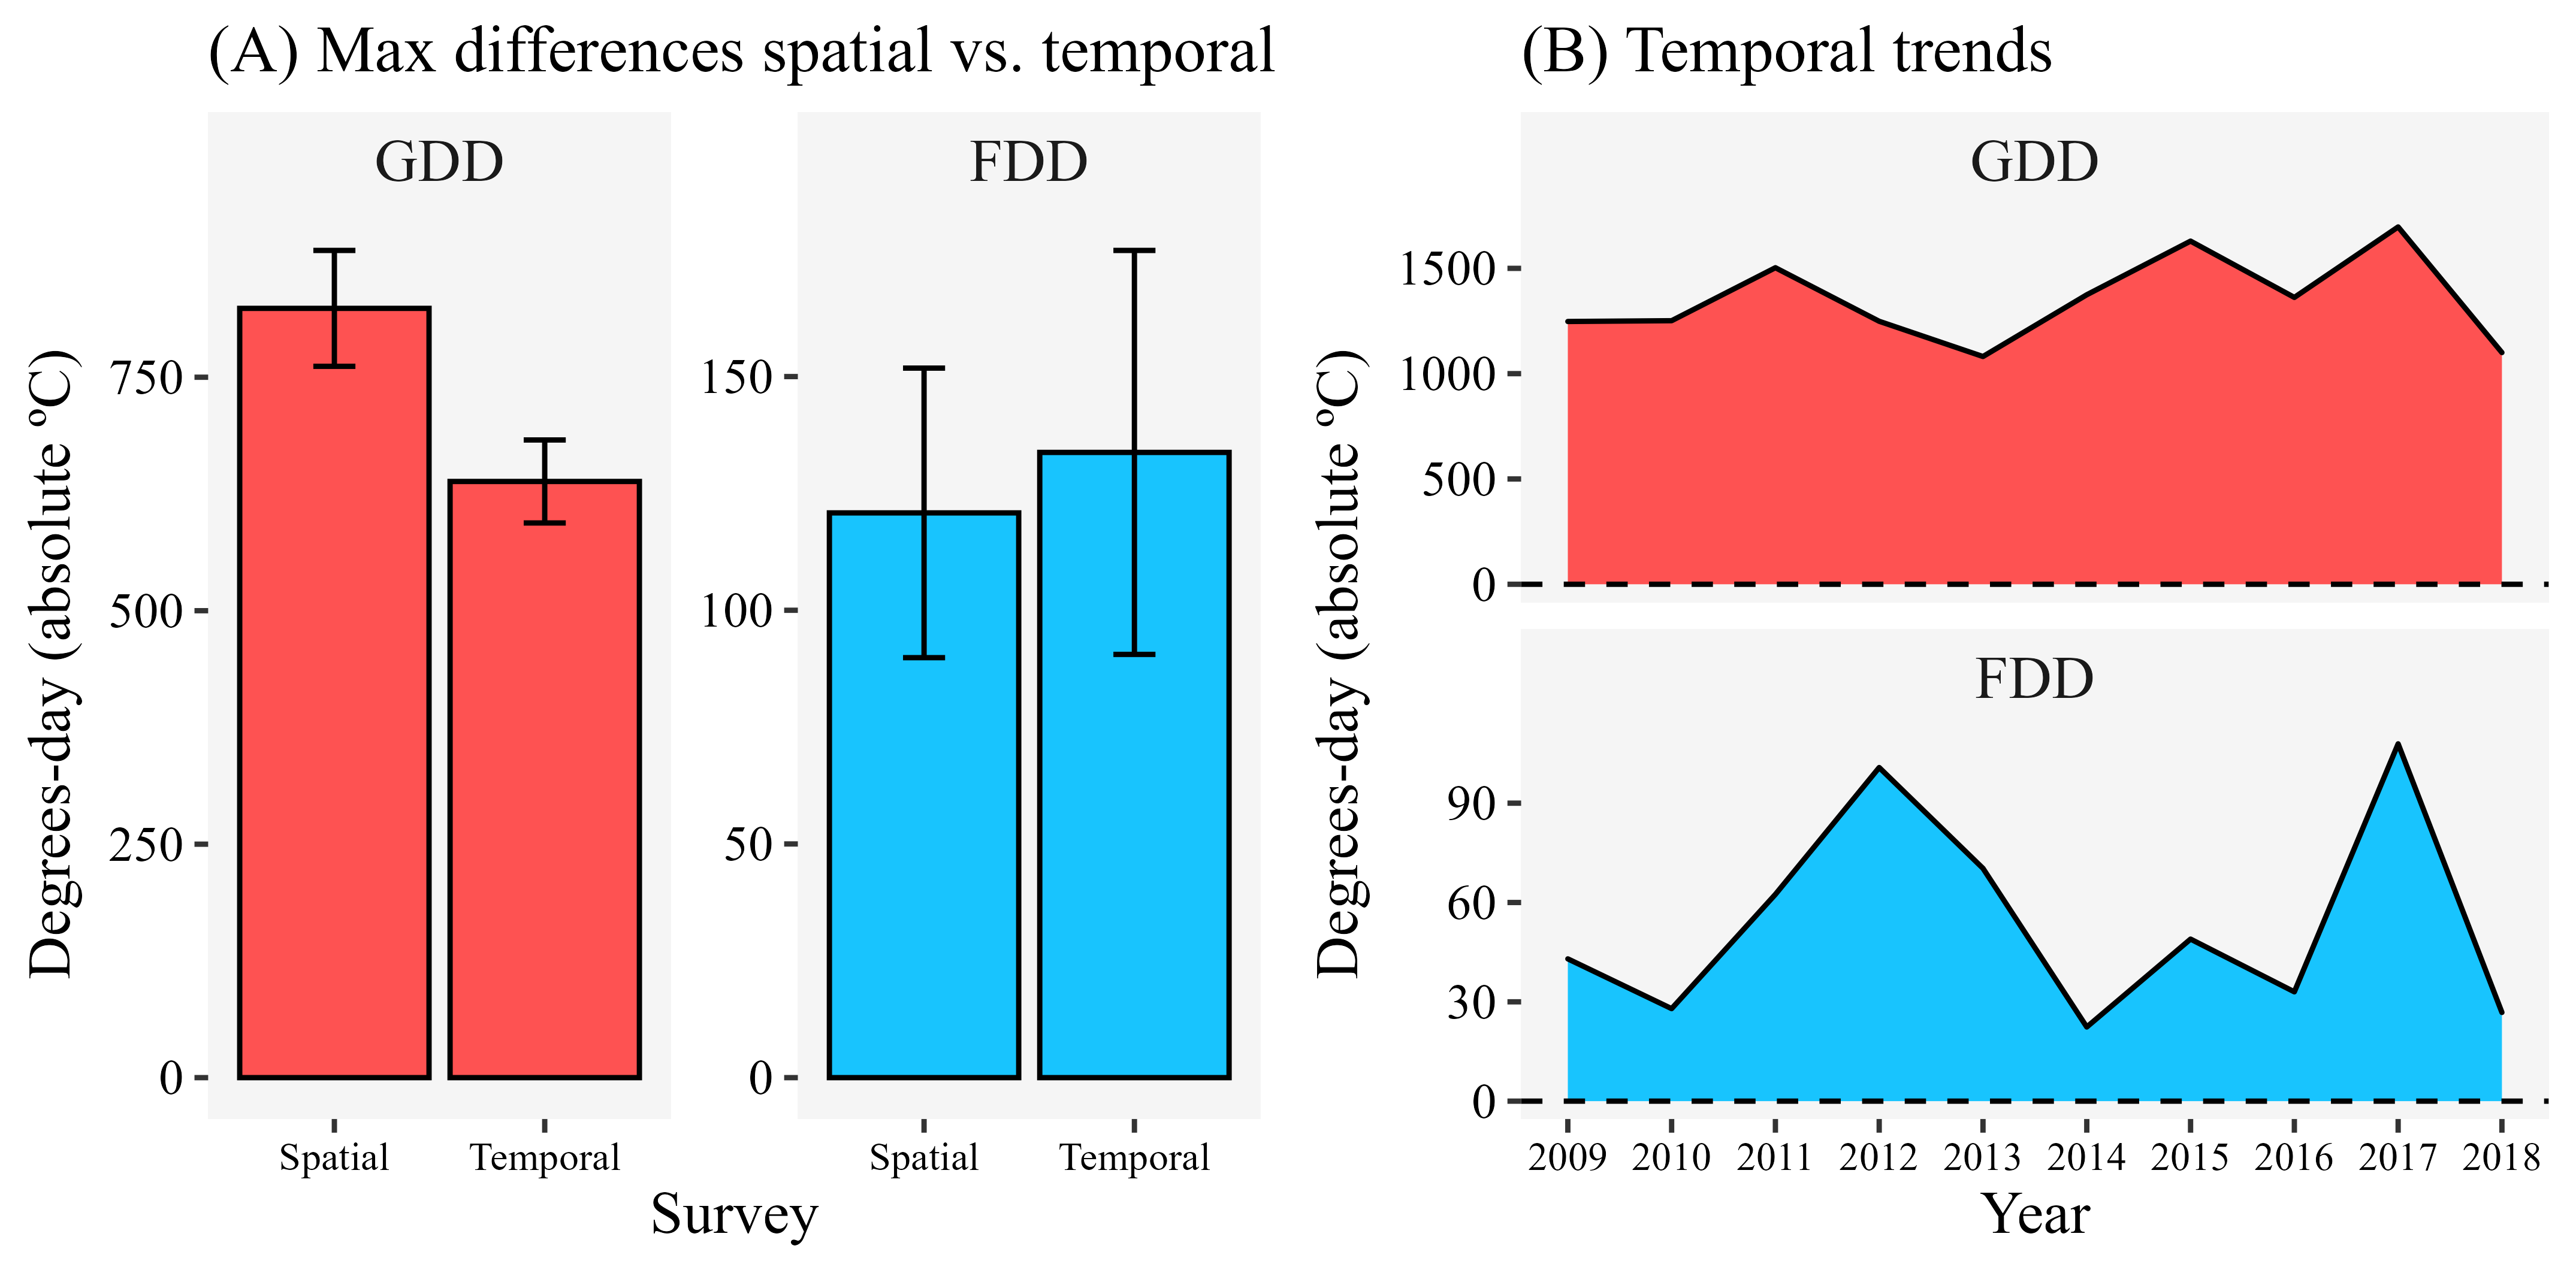 (A) Max differences spatial vs. temporal
GDD
FDD
Degrees-day (absolute ºC)
750
500
250
0
150
100
50
0
Spatial
Temporal
Spatial
Temporal
Survey
(B) Temporal trends
GDD
Degrees-day (absolute ºC)
1500
1000
500
0
FDD
90
60
30
0
2009 2010 2011 2012 2013 2014 2015 2016 2017 2018
Year